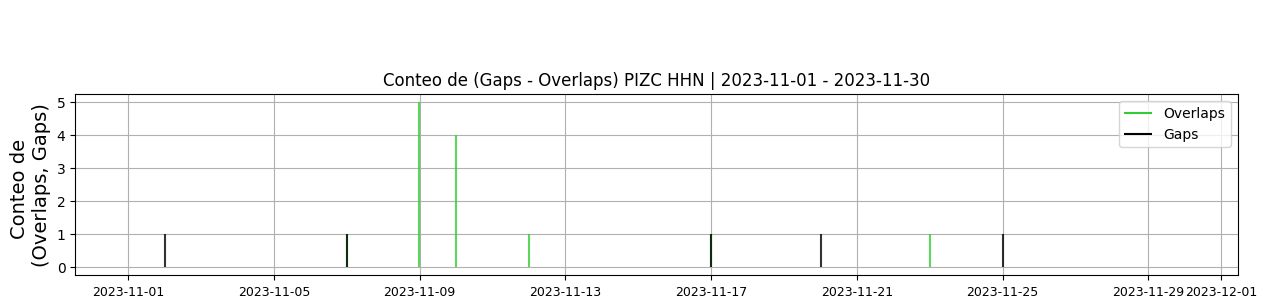 Conteo de (Gaps - Overlaps) PIZC HHN | 2023-11-01 - 2023-11-30
Conteo de
(Overlaps, Gaps)
5
4
3
2
1
0
Overlaps
Gaps
2023-11-01 2023-11-05 2023-11-09 2023-11-13 2023-11-17 2023-11-21 2023-11-25 2023-11-29 2023-12-01